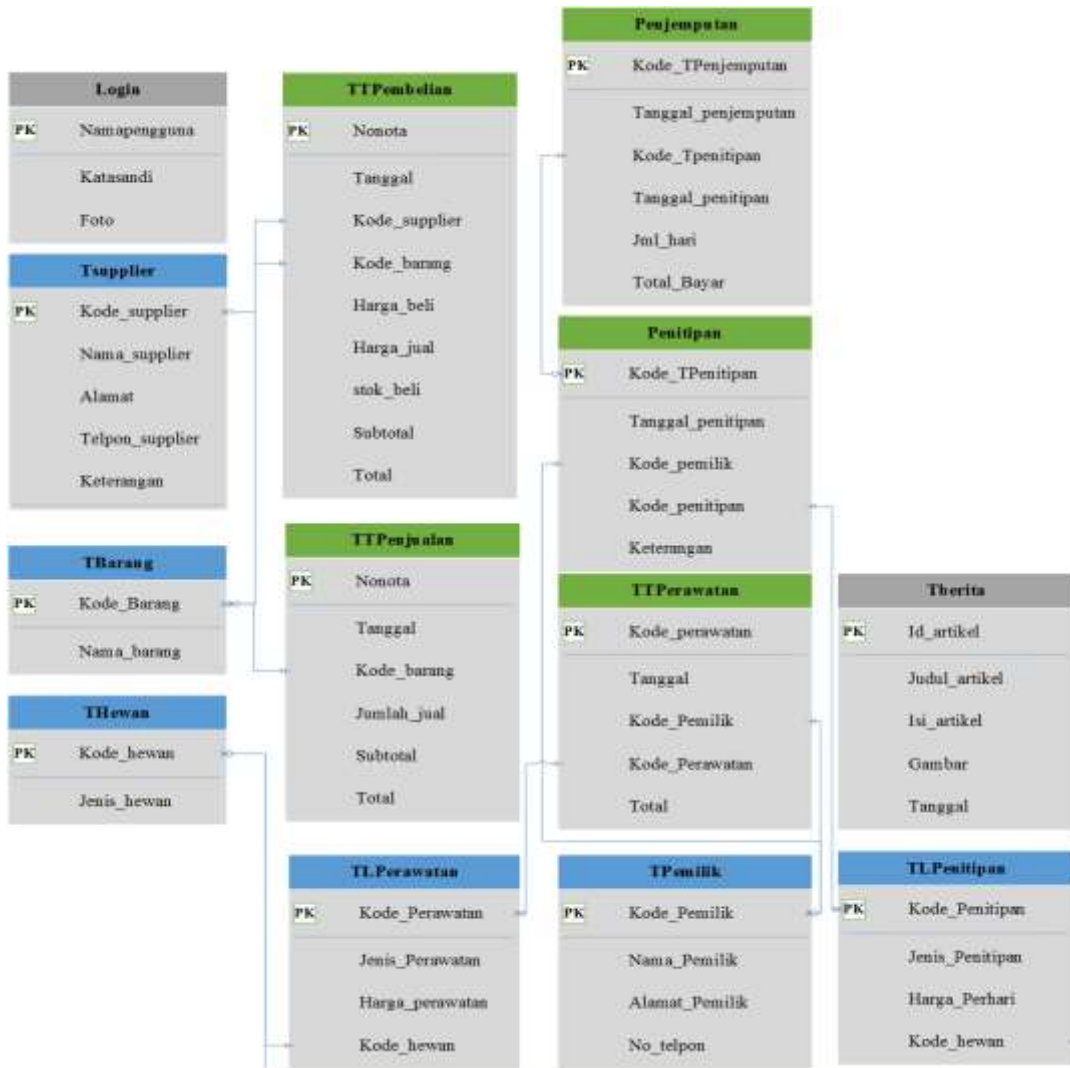 Login
PK Namapengguna
Katasandi
Foto
Tsupplier
PK Kode_supplier
Nama_supplier
Alamat
Telpon_supplier
Keterangan
TBarang
PK Kode_Barang
Nama_barang
THewan
PK Kode_hewan
Jenis_hewan
TTPembelian
PK Nonota
Tanggal
Kode_supplier
Kode_barang
Harga_beli
Harga_jual
stok_beli
Subtotal
Total
TTPenjualan
PK Nonota
Tanggal
Kode_barang
Jumlah_jual
Subtotal
Total
TLPerawatan
PK Kode_Perawatan
Jenis_Perawatan
Harga_perawatan
Kode_hewan
Penjemputan
PK Kode_TPenjemputan
Tanggal_penjemputan
Kode_Tpenitipan
Tanggal_penitipan
Jml_hari
Total_Bayar
Penitipan
PK Kode_TPenitipan
Tanggal_penitipan
Kode_pemilik
Kode_penitipan
Keterangan
TTPerawatan
PK Kode_perawatan
Tanggal
Kode_Pemilik
Kode_Perawatan
Total
TPemilik
PK Kode_Pemilik
Nama_Pemilik
Alamat_Pemilik
No_telpon
Tberita
PK Id_artikel
Judul_artikel
Isi_artikel
Gambar
Tanggal
TLPenitipan
PK Kode_Penitipan
Jenis_Penitipan
Harga_Perhari
Kode_hewan